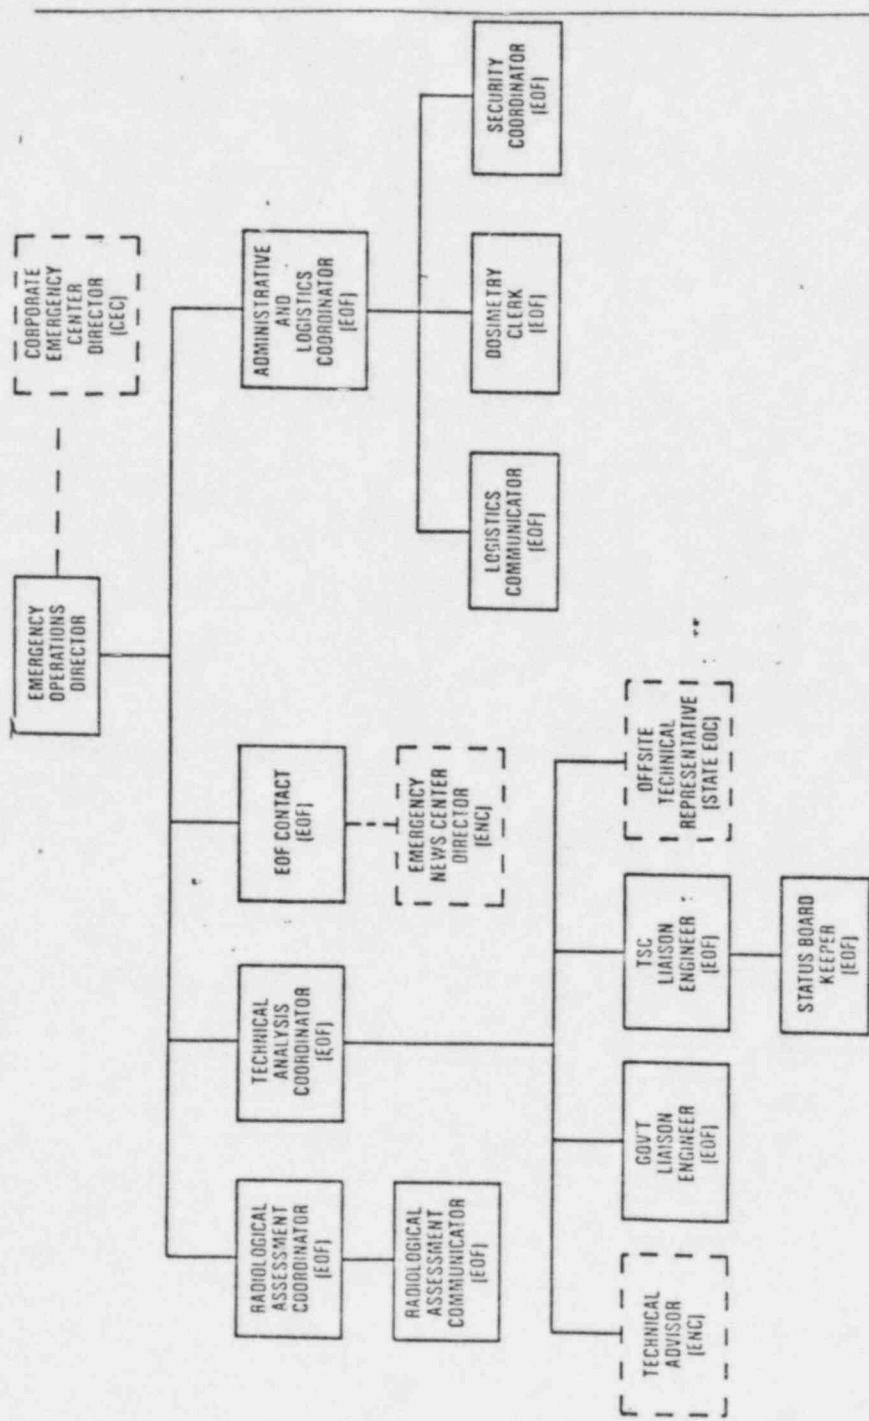 EMERGENCY
OPERATIONS
DIRECTOR
CORPORATE
EMERGENCY
CENTER
DIRECTOR
(CEC)
RADIOLOGICAL
ASSESSMENT
COORDINATOR
(EOF)
TECHNICAL
ANALYSIS
COORDINATOR
(EOF)
EOF CONTACT
(EOF)
ADMINISTRATIVE
AND
LOGISTICS
COORDINATOR
(EOF)
RADIOLOGICAL
ASSESSMENT
COMMUNICATOR
(EOF)
EMERGENCY
NEWS CENTER
DIRECTOR
(ENC)
LOGISTICS
COMMUNICATOR
(EOF)
DOSIMETRY
CLERK
(EOF)
SECURITY
COORDINATOR
(EOF)
TECHNICAL
ADVISOR
(ENC)
GOV'T
LIAISON
ENGINEER
(EOF)
TSC
LIAISON
ENGINEER
(EOF)
OFFSITE
TECHNICAL
REPRESENTATIVE
(STATE EOC)
STATUS BOARD
KEEPER
(EOF)